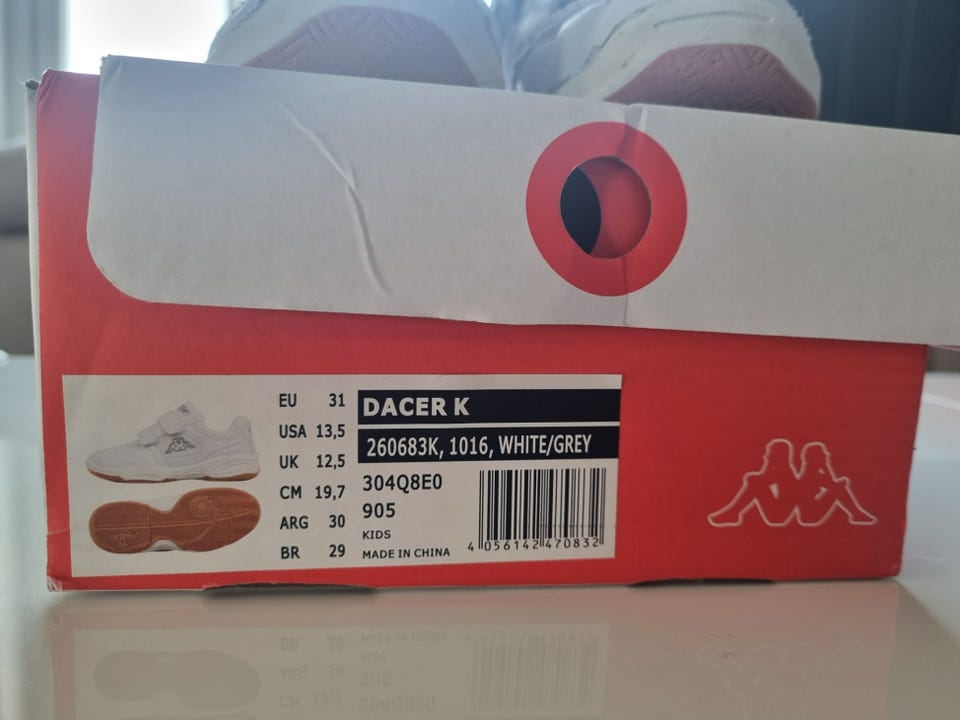 EU 31
USA 13,5
UK 12,5
CM 19,7
ARG 30
BR 29
DACER K
260683K, 1016, WHITE/GREY
304Q8E0
905
KIDS
MADE IN CHINA
4 056142 470832